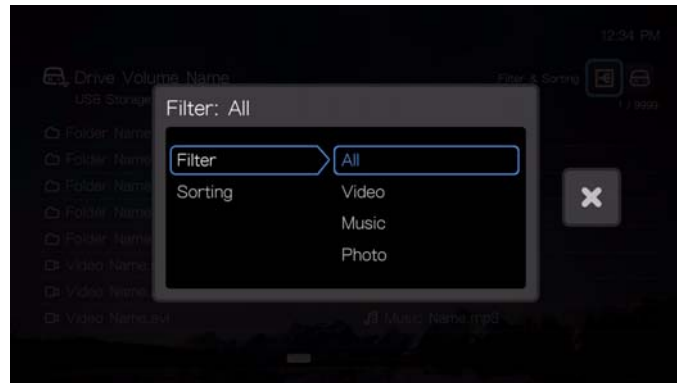 12:34 PM
Drive Volume Name
Filter & Sorting
USB Storage
1 / 9999
Filter: All
Folder Name
Folder Name
Filter
All
Folder Name
Sorting
Video
Folder Name
Music
Folder Name
Photo
Video Name
Video Name
Video Name.avi
Music Name.mp3